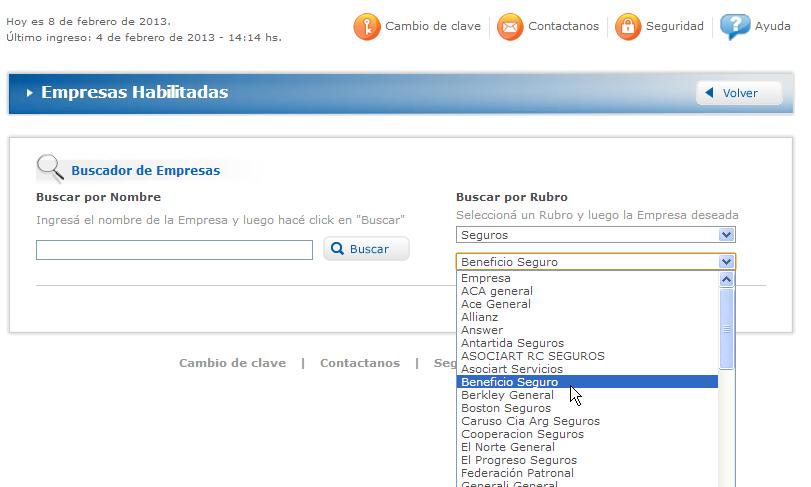 Hoy es 8 de febrero de 2013.
Último ingreso: 4 de febrero de 2013 - 14:14 hs.
Cambio de clave
Contactanos
Seguridad
Ayuda
Empresas Habilitadas
Volver
Buscador de Empresas
Buscar por Nombre
Ingresá el nombre de la Empresa y luego hacé click en "Buscar"
Buscar
Buscar por Rubro
Seleccioná un Rubro y luego la Empresa deseada
Seguros
Beneficio Seguro
Empresa
ACA general
Ace General
Allianz
Answer
Antartida Seguros
ASOCIART RC SEGUROS
Asociart Servicios
Beneficio Seguro
Berkley General
Boston Seguros
Caruso Cia Arg Seguros
Cooperacion Seguros
El Norte General
El Progreso Seguros
Federación Patronal
Generali General
Cambio de clave | Contactanos | Seg